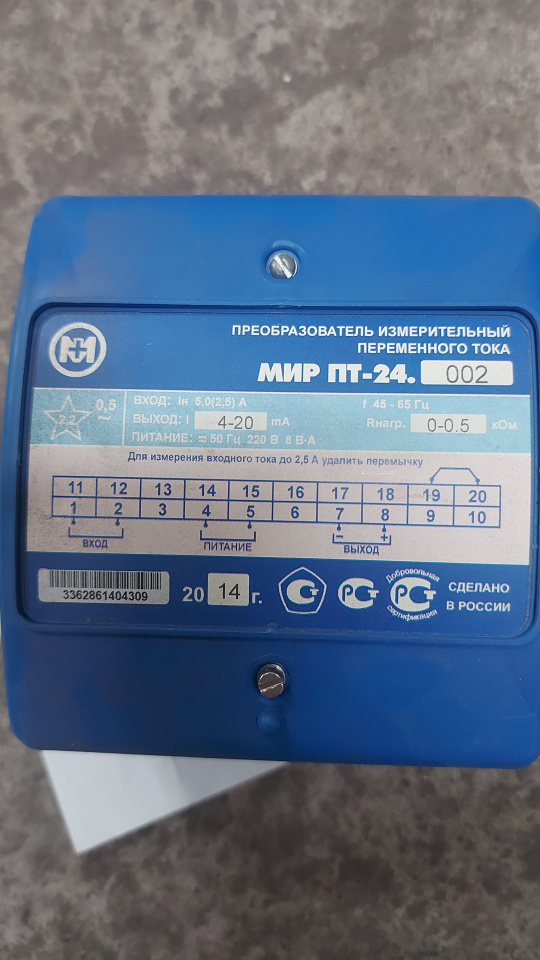 ПРЕОБРАЗОВАТЕЛЬ ИЗМЕРИТЕЛЬНЫЙ
ПЕРЕМЕННОГО ТОКА
МИР ПТ-24. 002
2.2 0,5 ~
ВХОД: Iн 5,0(2,5) А f 45 - 65 Гц
ВЫХОД: I 4-20 mA Rнагр. 0-0.5 кОм
ПИТАНИЕ: ≂ 50 Гц 220 В 8 В·А
Для измерения входного тока до 2,5 А удалить перемычку
11 12 13 14 15 16 17 18 19 20
1 2 3 4 5 6 7 8 9 10
− +
ВХОД ПИТАНИЕ ВЫХОД
3362861404309
20 14 г.
РСТ
Добровольная
РСТ
сертификация
СДЕЛАНО
В РОССИИ